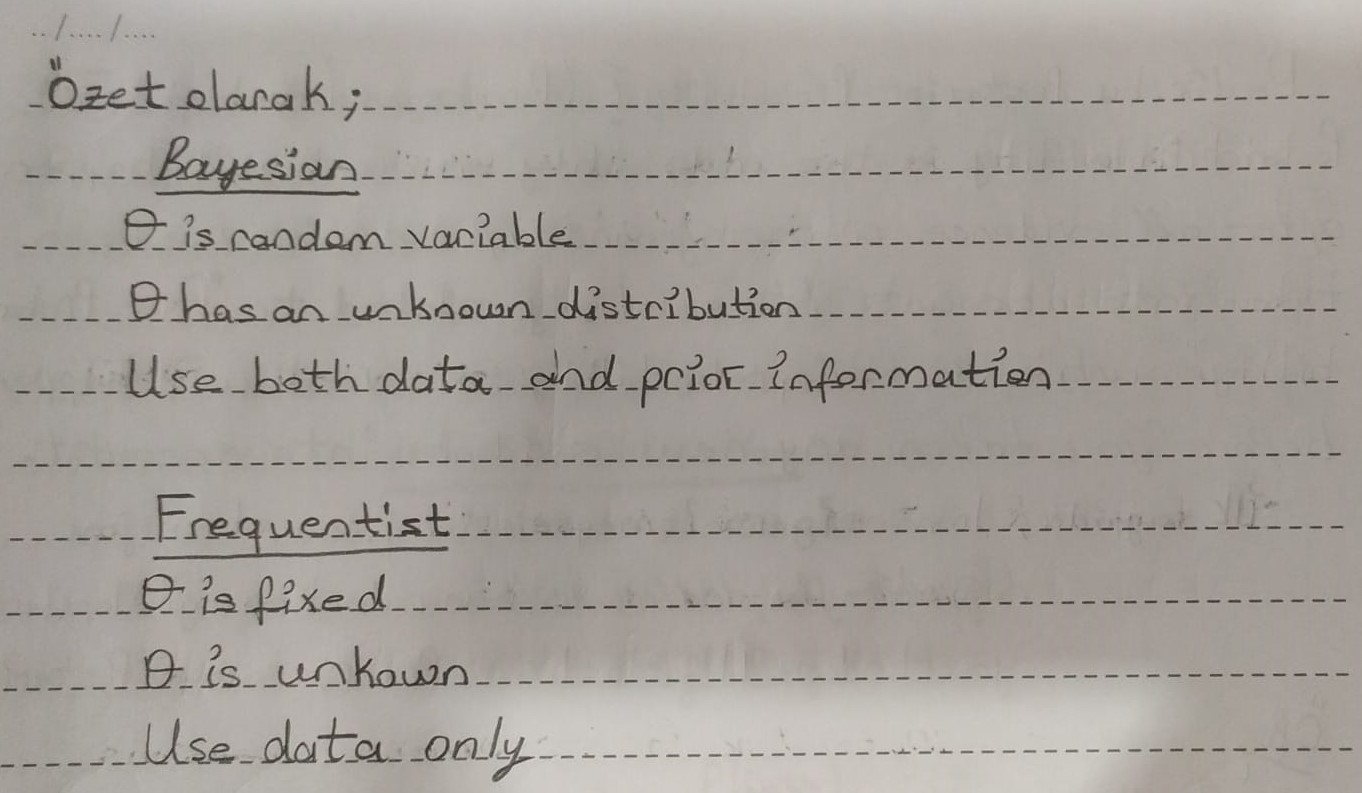 ../..../....
Özet olarak;
Bayesian
θ is random variable
θ has an unknown distribution
Use both data and prior information
Frequentist
θ is fixed
θ is unkown
Use data only